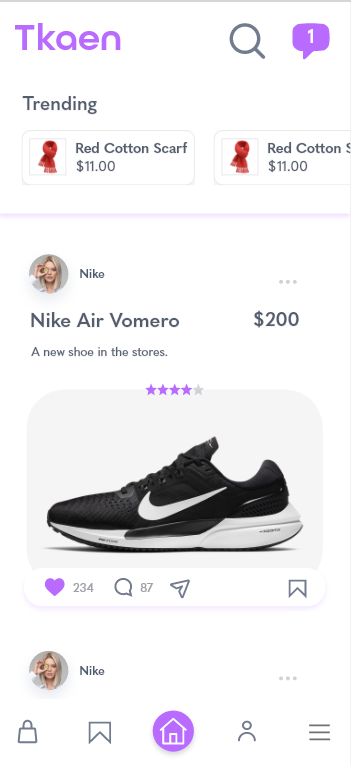 Tkaen
1
Trending
Red Cotton Scarf
$11.00
Red Cotton S
$11.00
Nike
Nike Air Vomero
$200
A new shoe in the stores.
234
87
Nike